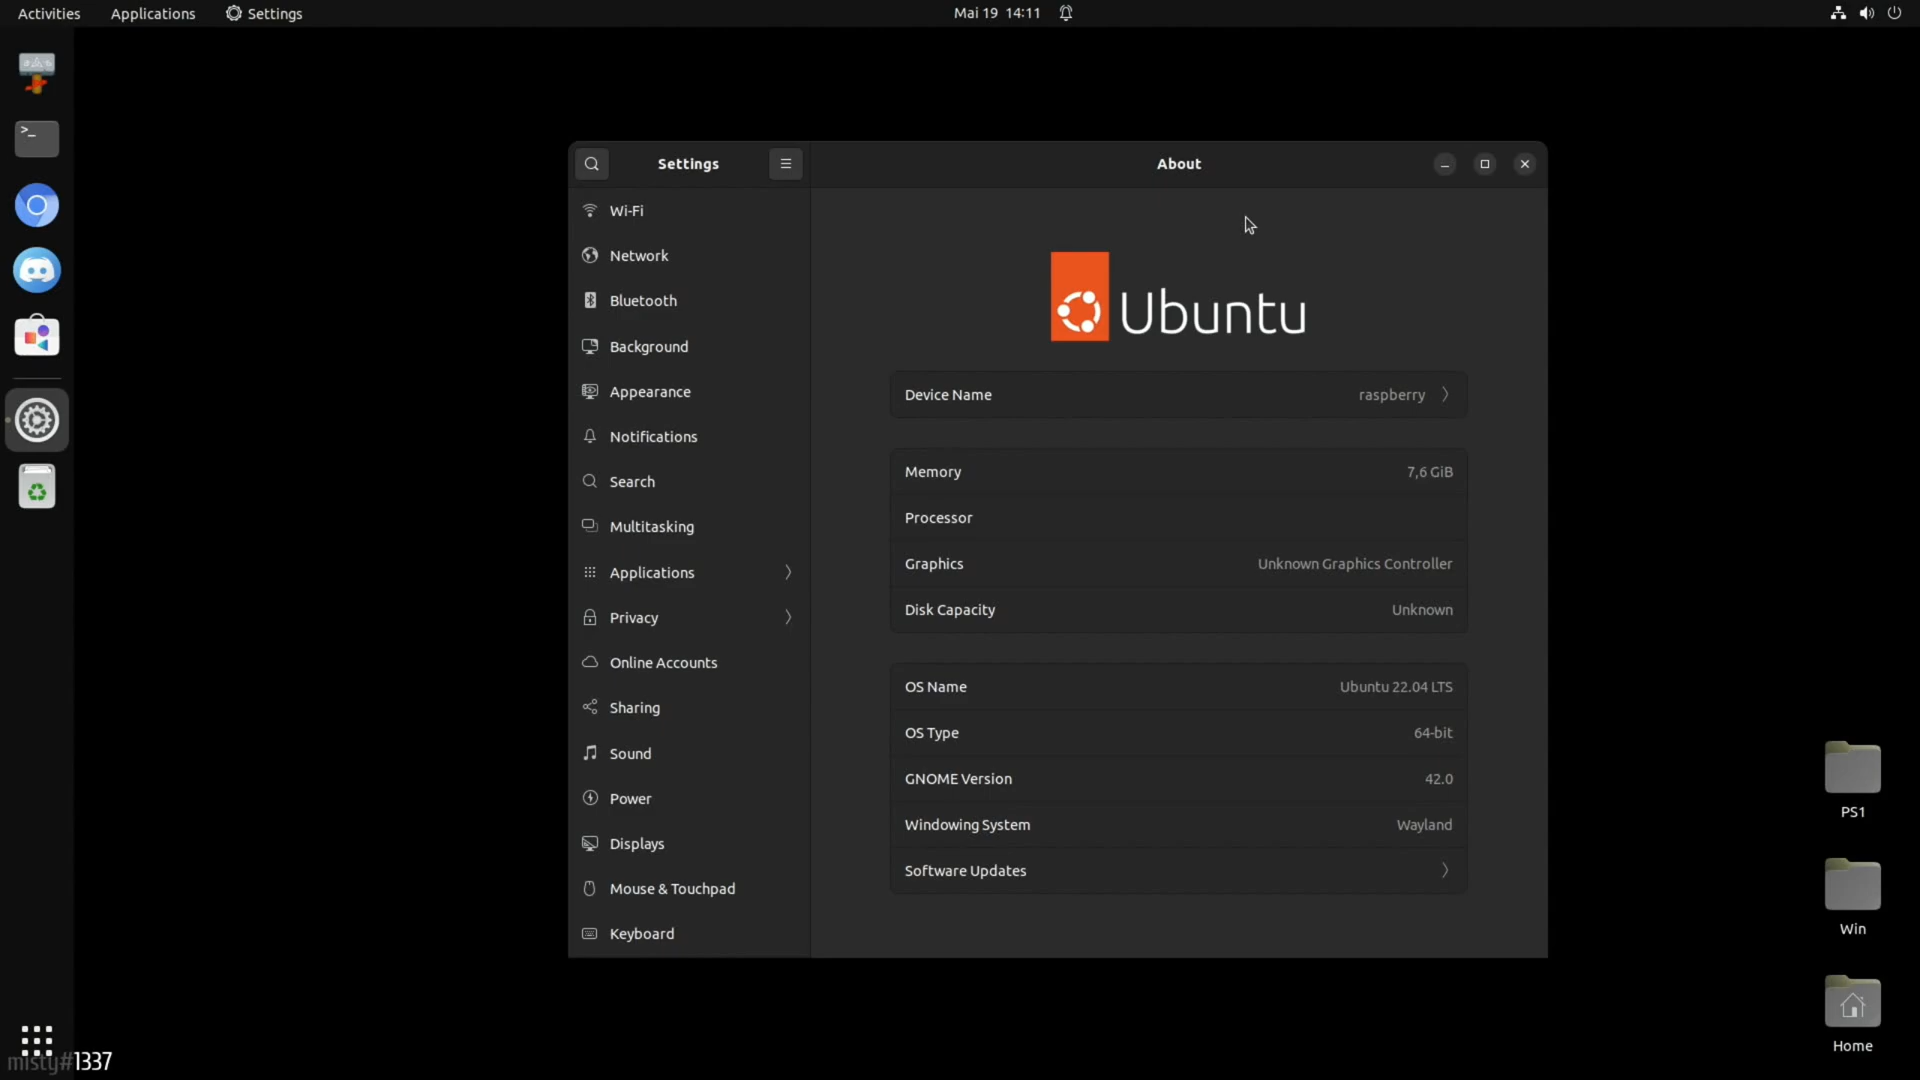 Activities Applications Settings Mai 19 14:11
Settings About
Wi-Fi
Network
Bluetooth
Background
Appearance
Notifications
Search
Multitasking
Applications
Privacy
Online Accounts
Sharing
Sound
Power
Displays
Mouse & Touchpad
Keyboard
Ubuntu
Device Name raspberry
Memory 7,6 GiB
Processor
Graphics Unknown Graphics Controller
Disk Capacity Unknown
OS Name Ubuntu 22.04 LTS
OS Type 64-bit
GNOME Version 42.0
Windowing System Wayland
Software Updates
PS1
Win
Home
misty#1337